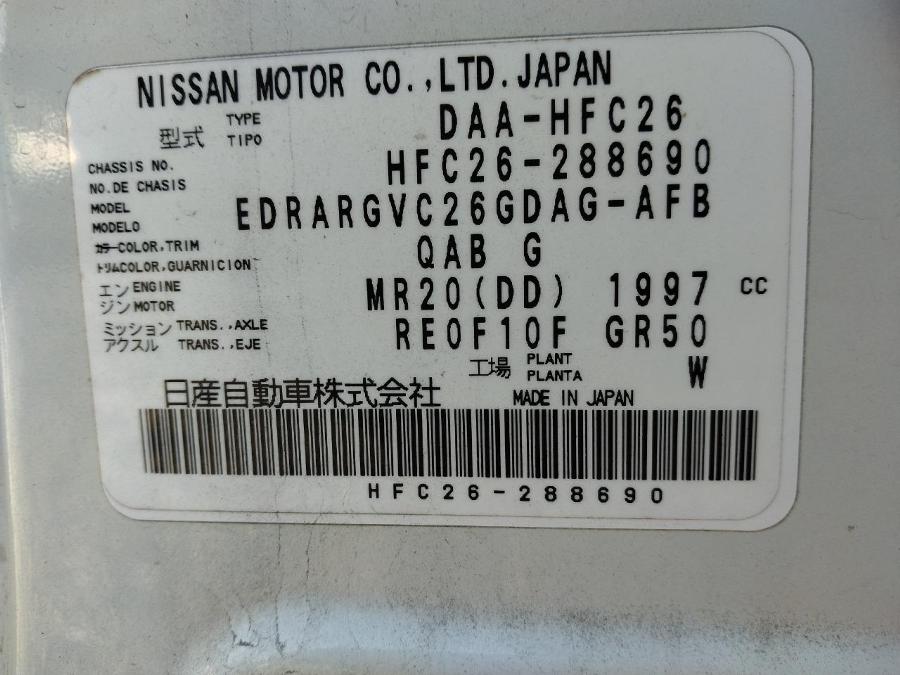 NISSAN MOTOR CO.,LTD.JAPAN
型式 TYPE TIPO DAA-HFC26
CHASSIS NO. NO.DE CHASIS HFC26-288690
MODEL MODELO EDRARGVC26GDAG-AFB
カラー COLOR,TRIM QAB G
トリム COLOR,GUARNICION
エンジン ENGINE MOTOR MR20(DD) 1997 CC
ミッション TRANS.,AXLE RE0F10F GR50
アクスル TRANS.,EJE
工場 PLANT PLANTA W
日産自動車株式会社 MADE IN JAPAN
HFC26-288690